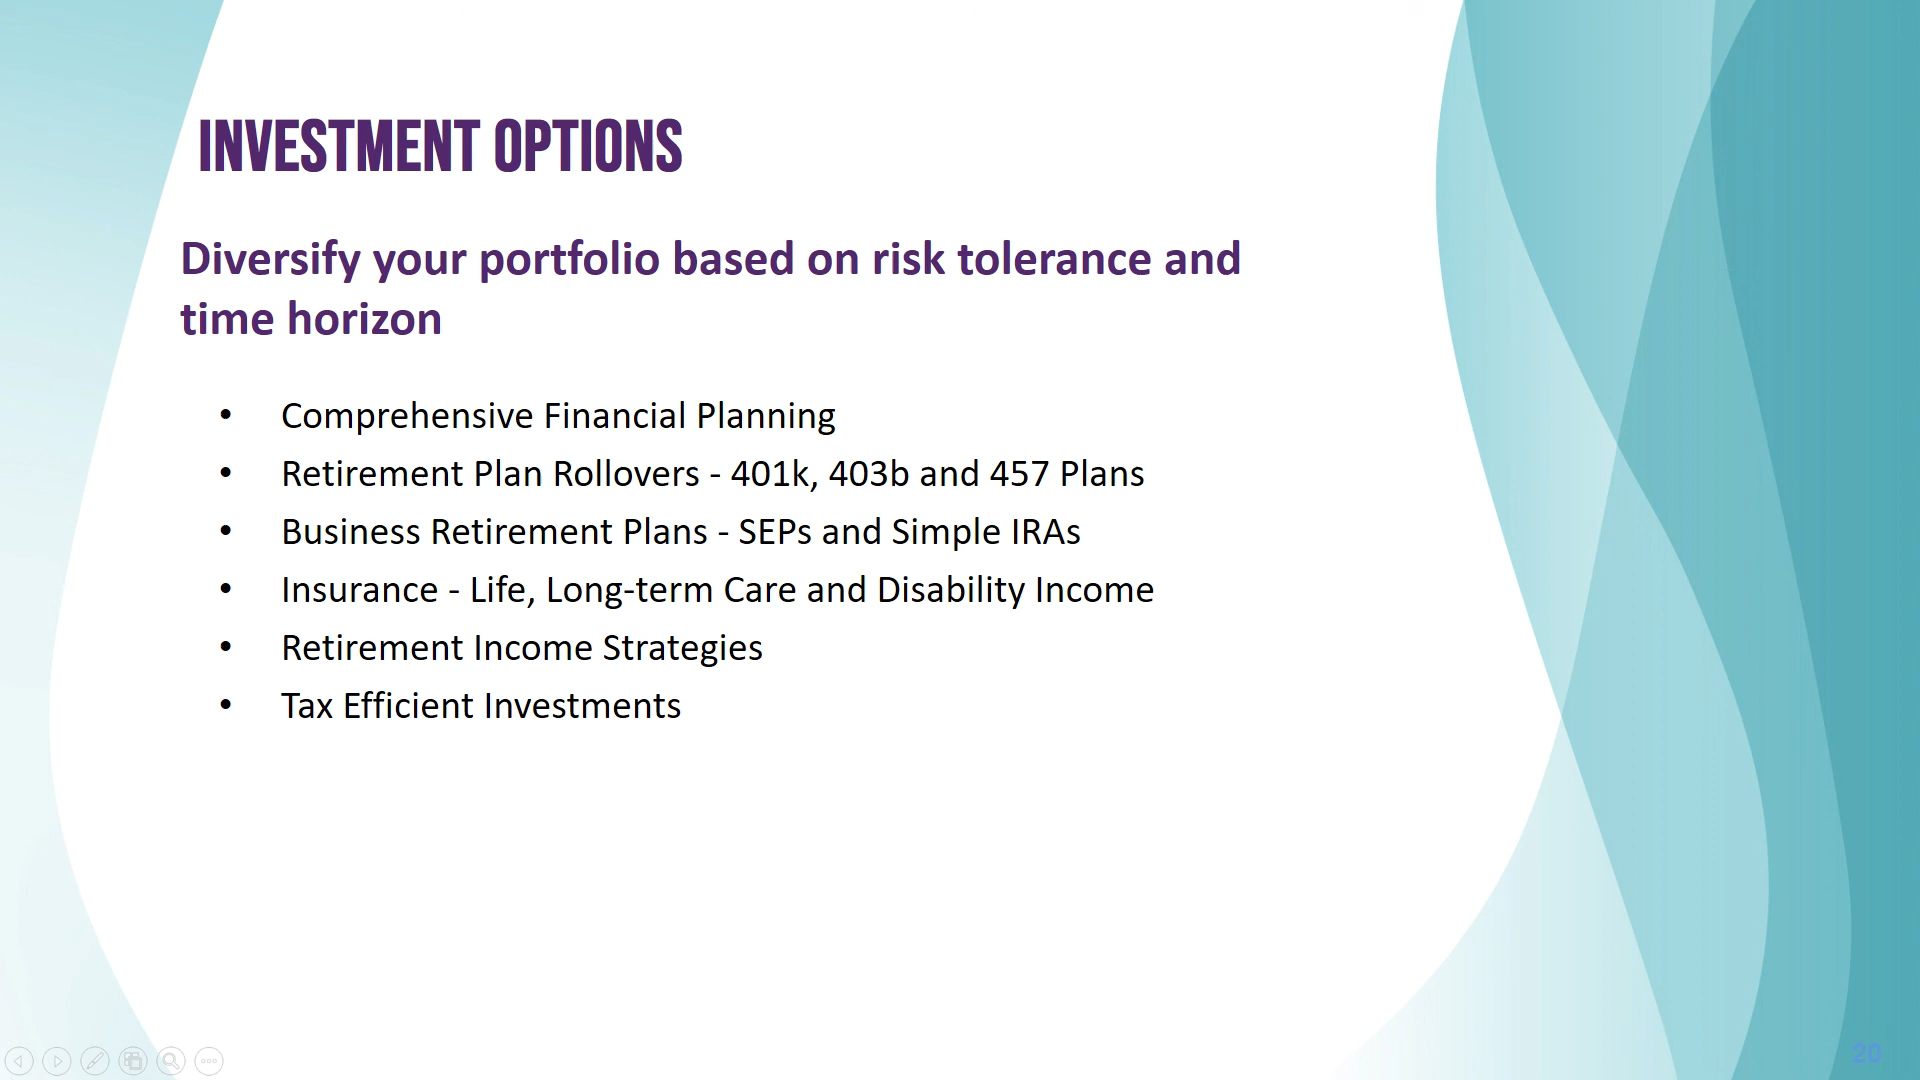 INVESTMENT OPTIONS
Diversify your portfolio based on risk tolerance and
time horizon
• Comprehensive Financial Planning
• Retirement Plan Rollovers - 401k, 403b and 457 Plans
• Business Retirement Plans - SEPs and Simple IRAs
• Insurance - Life, Long-term Care and Disability Income
• Retirement Income Strategies
• Tax Efficient Investments
20